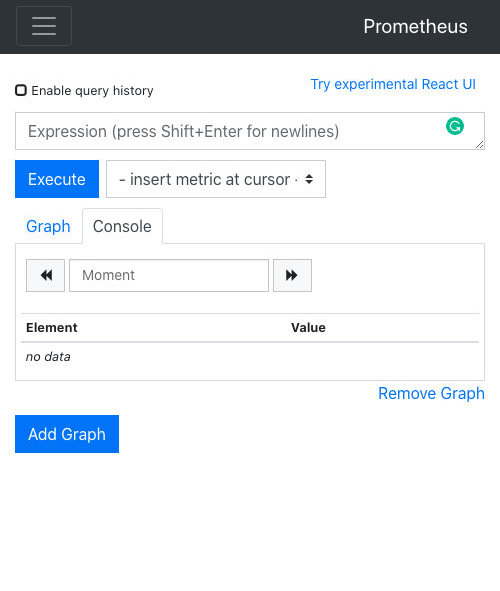 Prometheus
Enable query history
Try experimental React UI
Expression (press Shift+Enter for newlines)
Execute
- insert metric at cursor -
Graph
Console
Moment
Element Value
no data
Remove Graph
Add Graph